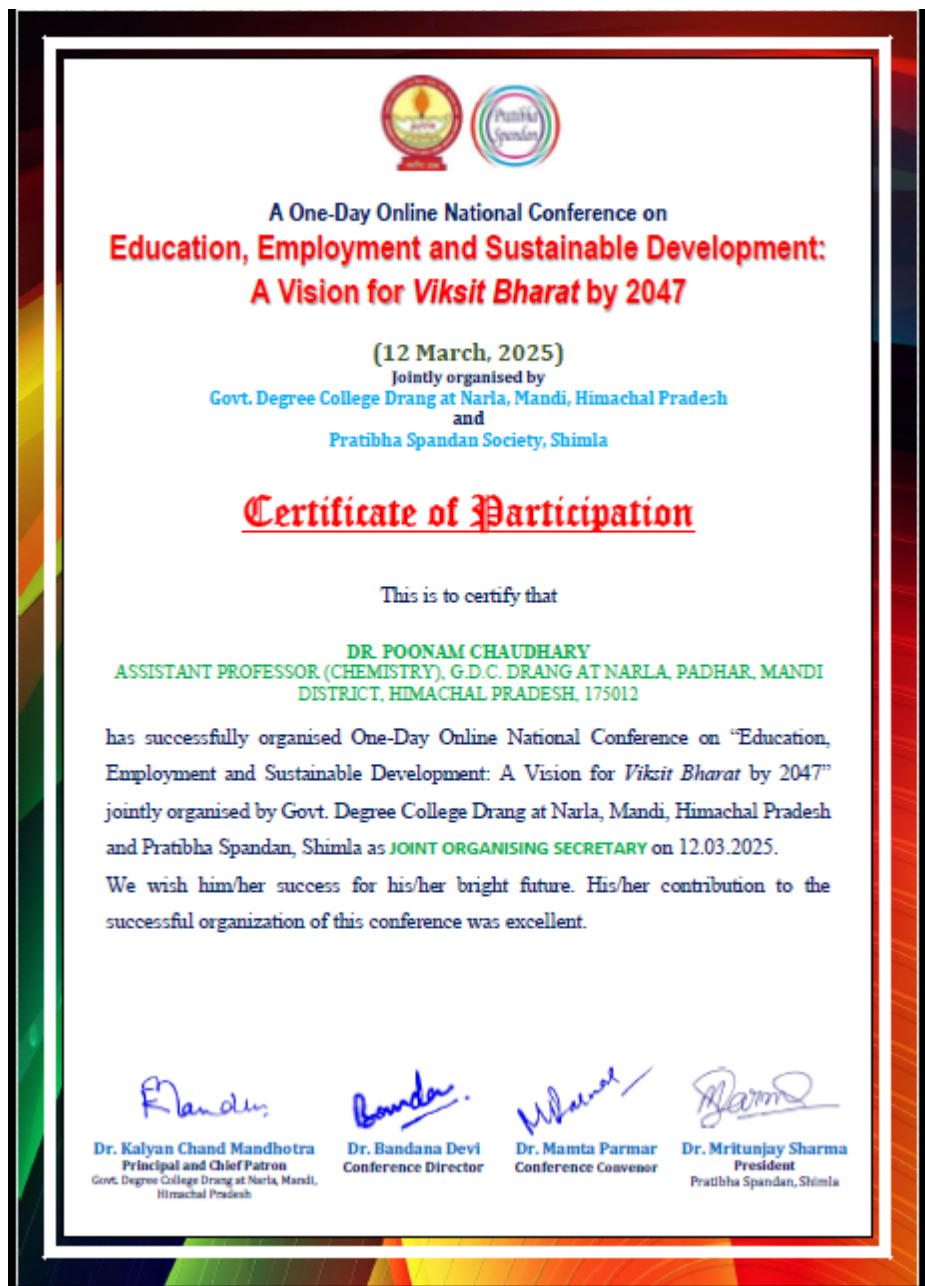 Pratibha
Spandan
A One-Day Online National Conference on
Education, Employment and Sustainable Development:
A Vision for Viksit Bharat by 2047
(12 March, 2025)
Jointly organised by
Govt. Degree College Drang at Narla, Mandi, Himachal Pradesh
and
Pratibha Spandan Society, Shimla
Certificate of Participation
This is to certify that
DR. POONAM CHAUDHARY
ASSISTANT PROFESSOR (CHEMISTRY), G.D.C. DRANG AT NARLA, PADHAR, MANDI
DISTRICT, HIMACHAL PRADESH, 175012
has successfully organised One-Day Online National Conference on “Education,
Employment and Sustainable Development: A Vision for Viksit Bharat by 2047”
jointly organised by Govt. Degree College Drang at Narla, Mandi, Himachal Pradesh
and Pratibha Spandan, Shimla as JOINT ORGANISING SECRETARY on 12.03.2025.
We wish him/her success for his/her bright future. His/her contribution to the
successful organization of this conference was excellent.
Dr. Kalyan Chand Mandhotra
Principal and Chief Patron
Govt. Degree College Drang at Narla, Mandi,
Himachal Pradesh
Dr. Bandana Devi
Conference Director
Dr. Mamta Parmar
Conference Convenor
Dr. Mritunjay Sharma
President
Pratibha Spandan, Shimla